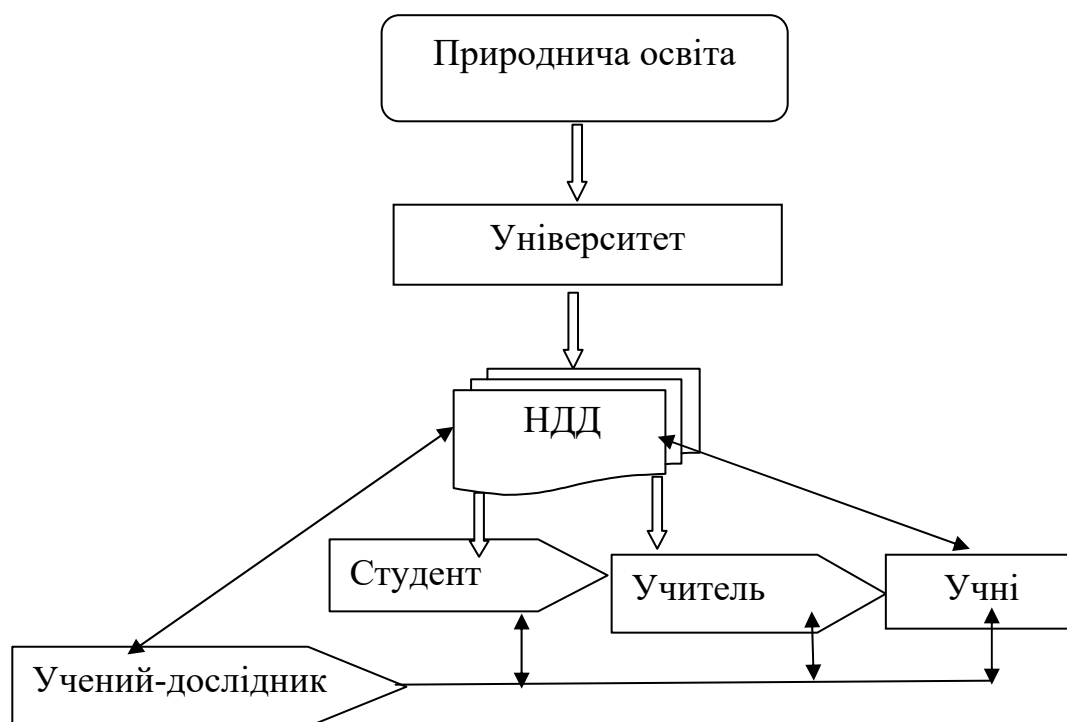 Природнича освіта
Університет
НДД
Студент
Учитель
Учні
Учений-дослідник